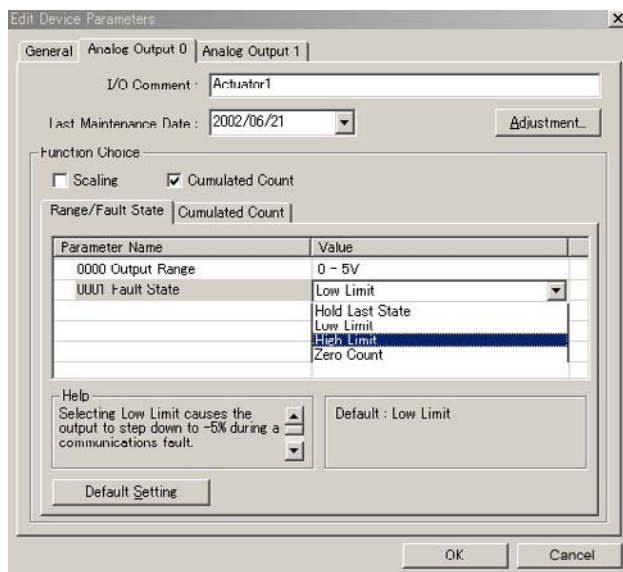 Edit Device Parameters
General Analog Output 0 Analog Output 1
I/O Comment : Actuator1
Last Maintenance Date : 2002/06/21 Adjustment...
Function Choice
Scaling Cumulated Count
Range/Fault State Cumulated Count
Parameter Name Value
0000 Output Range 0 - 5V
0001 Fault State Low Limit
Hold Last State
Low Limit
High Limit
Zero Count
Help
Selecting Low Limit causes the
output to step down to -5% during a
communications fault.
Default : Low Limit
Default Setting
OK Cancel